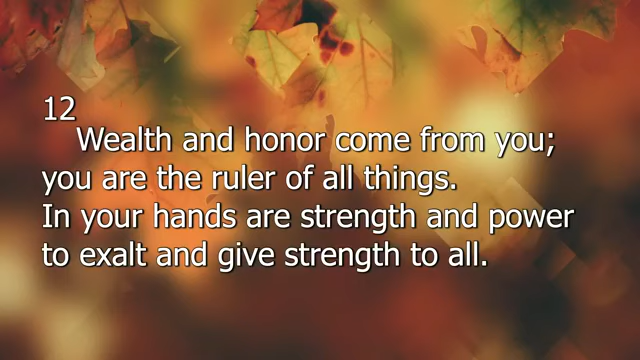 12
Wealth and honor come from you;
you are the ruler of all things.
In your hands are strength and power
to exalt and give strength to all.